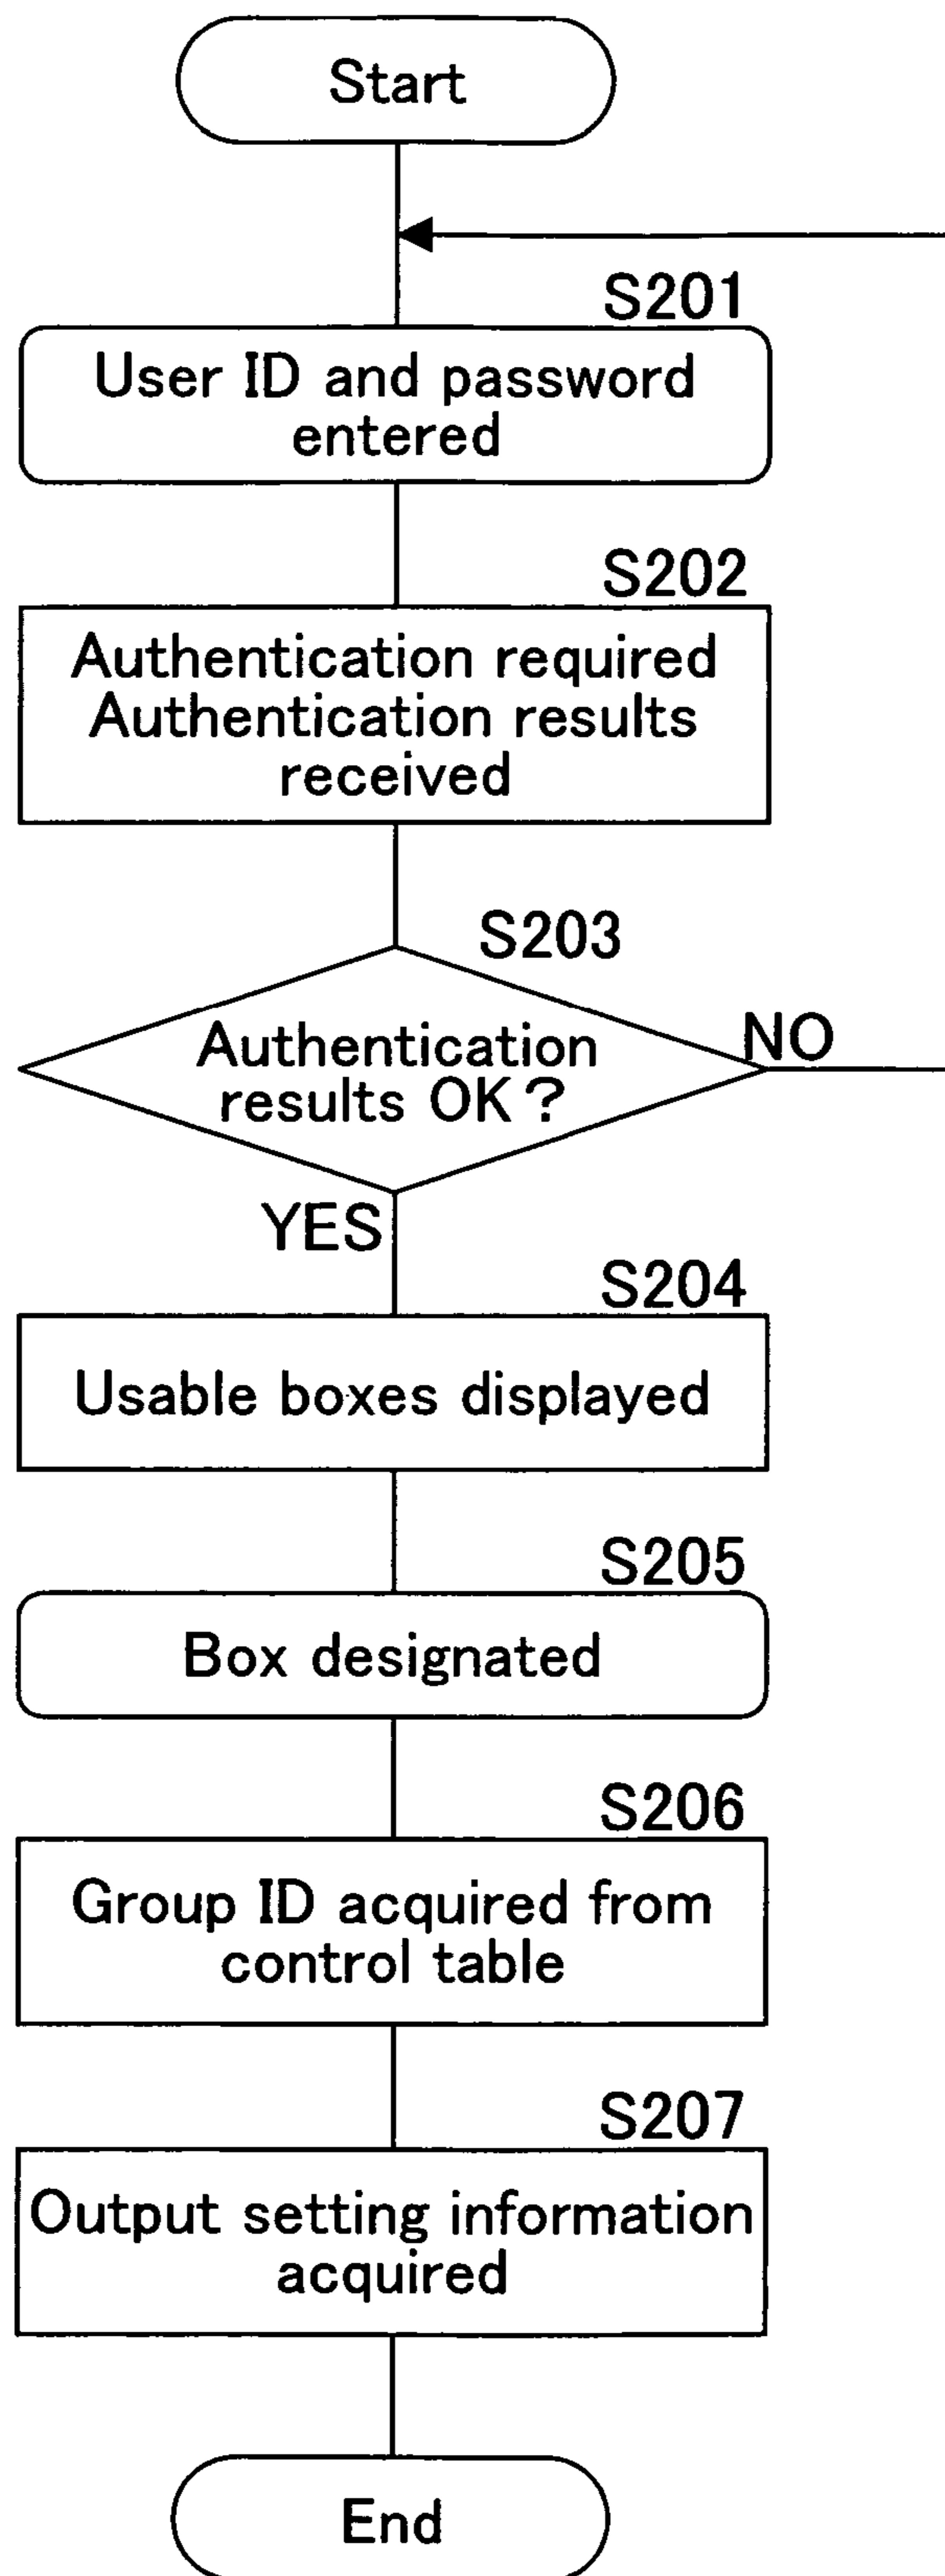 Start
S201
User ID and password
entered
S202
Authentication required
Authentication results
received
S203
Authentication
results OK?
NO
YES
S204
Usable boxes displayed
S205
Box designated
S206
Group ID acquired from
control table
S207
Output setting information
acquired
End